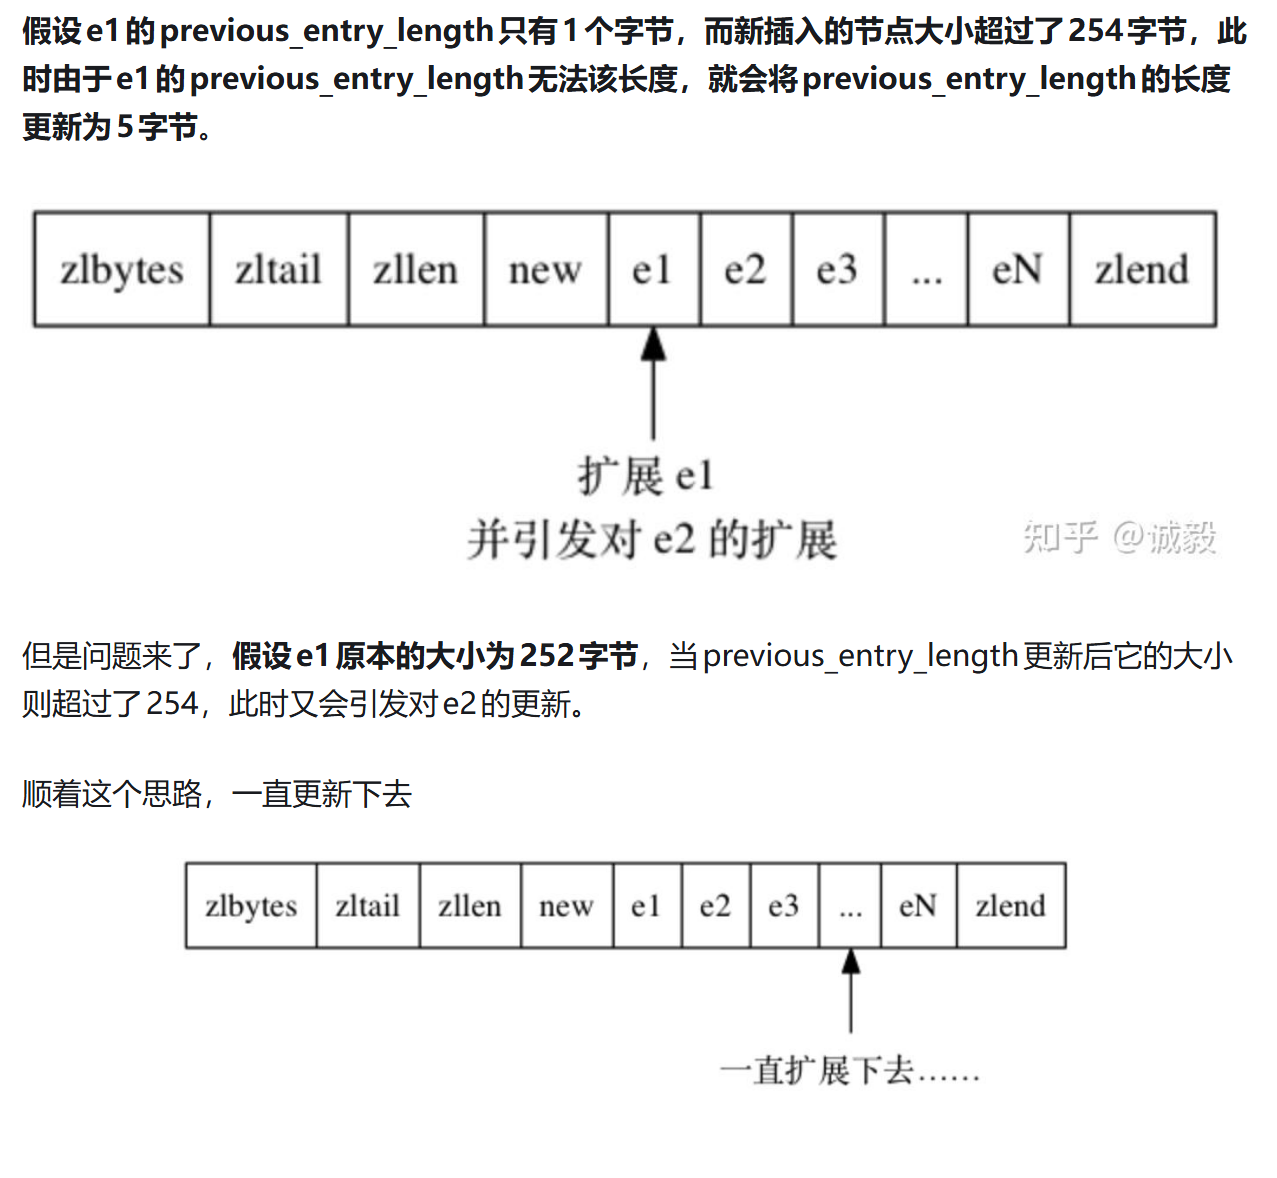 假设e1的previous_entry_length只有1个字节，而新插入的节点大小超过了254字节，此
时由于e1的previous_entry_length无法该长度，就会将previous_entry_length的长度
更新为5字节。
zlbytes zltail zllen new e1 e2 e3 ... eN zlend
扩展 e1
并引发对 e2 的扩展
知乎 @诚毅
但是问题来了，假设e1原本的大小为252字节，当previous_entry_length更新后它的大小
则超过了254，此时又会引发对e2的更新。
顺着这个思路，一直更新下去
zlbytes zltail zllen new e1 e2 e3 ... eN zlend
一直扩展下去……